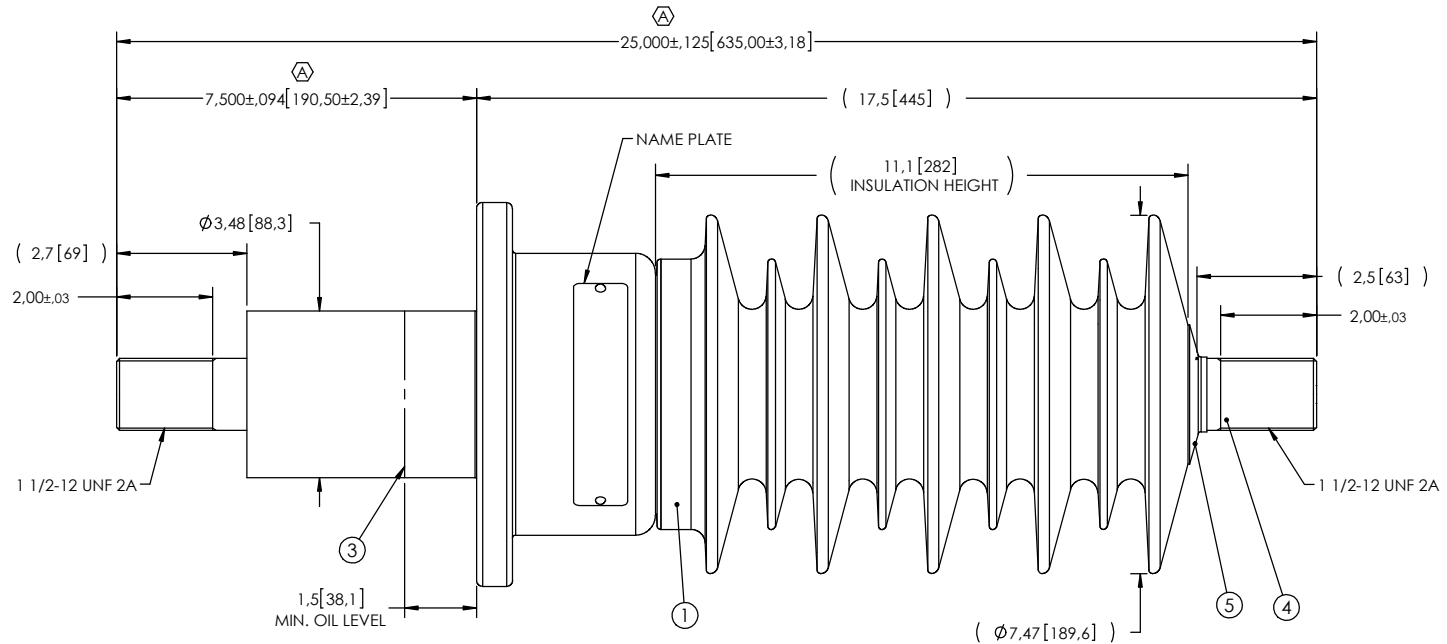 A
25,000±,125[635,00±3,18]
A
7,500±,094[190,50±2,39]
( 17,5[445] )
NAME PLATE
( 11,1[282]
INSULATION HEIGHT )
Ø3,48[88,3]
( 2,7[69] )
( 2,5[63] )
2,00±,03
2,00±,03
1 1/2-12 UNF 2A
1 1/2-12 UNF 2A
3
1
5
4
1,5[38,1]
MIN. OIL LEVEL
( Ø7,47[189,6] )